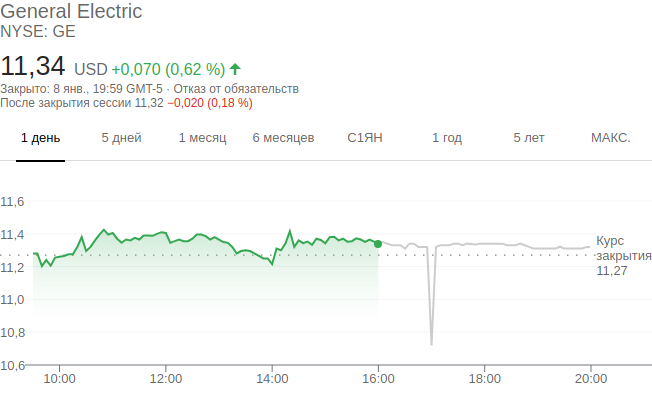 General Electric
NYSE: GE
11,34 USD +0,070 (0,62 %)
Закрыто: 8 янв., 19:59 GMT-5 · Отказ от обязательств
После закрытия сессии 11,32 −0,020 (0,18 %)
1 день 5 дней 1 месяц 6 месяцев С1ЯН 1 год 5 лет МАКС.
11,6
11,4
11,2
11,0
10,8
10,6
Курс
закрытия
11,27
10:00 12:00 14:00 16:00 18:00 20:00